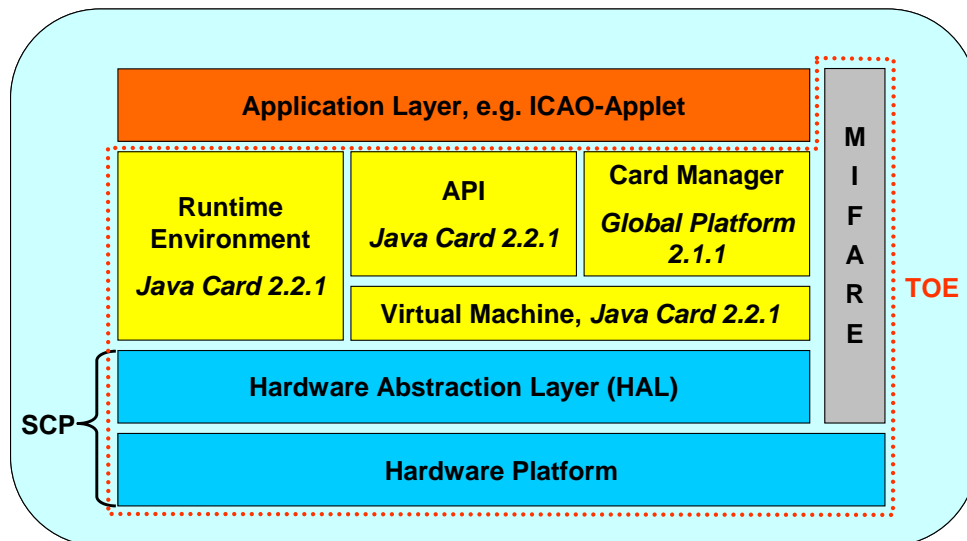 Application Layer, e.g. ICAO-Applet
M
I
F
A
R
E
Runtime
Environment
Java Card 2.2.1
API
Java Card 2.2.1
Card Manager
Global Platform
2.1.1
TOE
Virtual Machine, Java Card 2.2.1
Hardware Abstraction Layer (HAL)
SCP
Hardware Platform